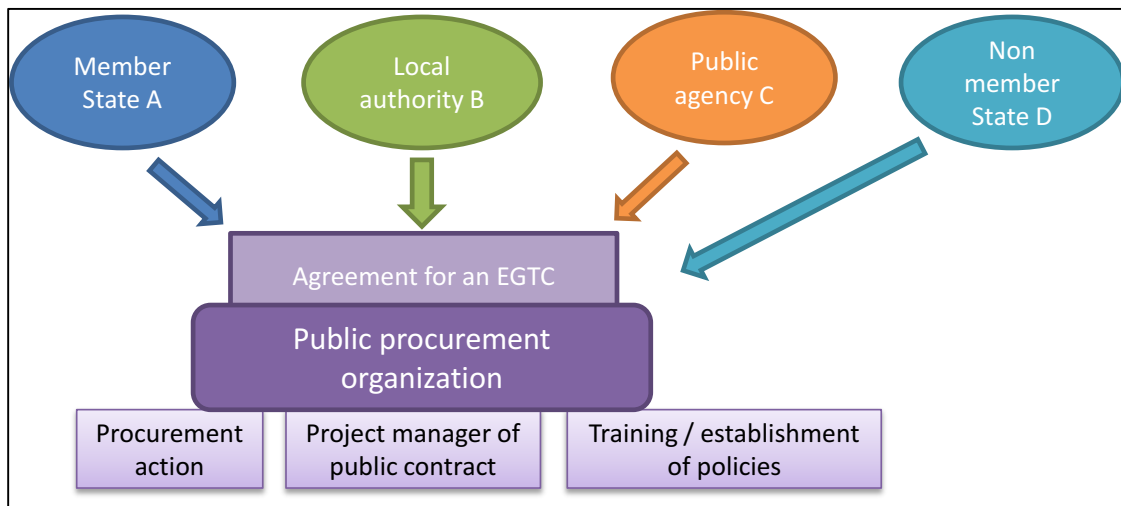 Member
State A
Local
authority B
Public
agency C
Non
member
State D
Agreement for an EGTC
Public procurement
organization
Procurement
action
Project manager of
public contract
Training / establishment
of policies